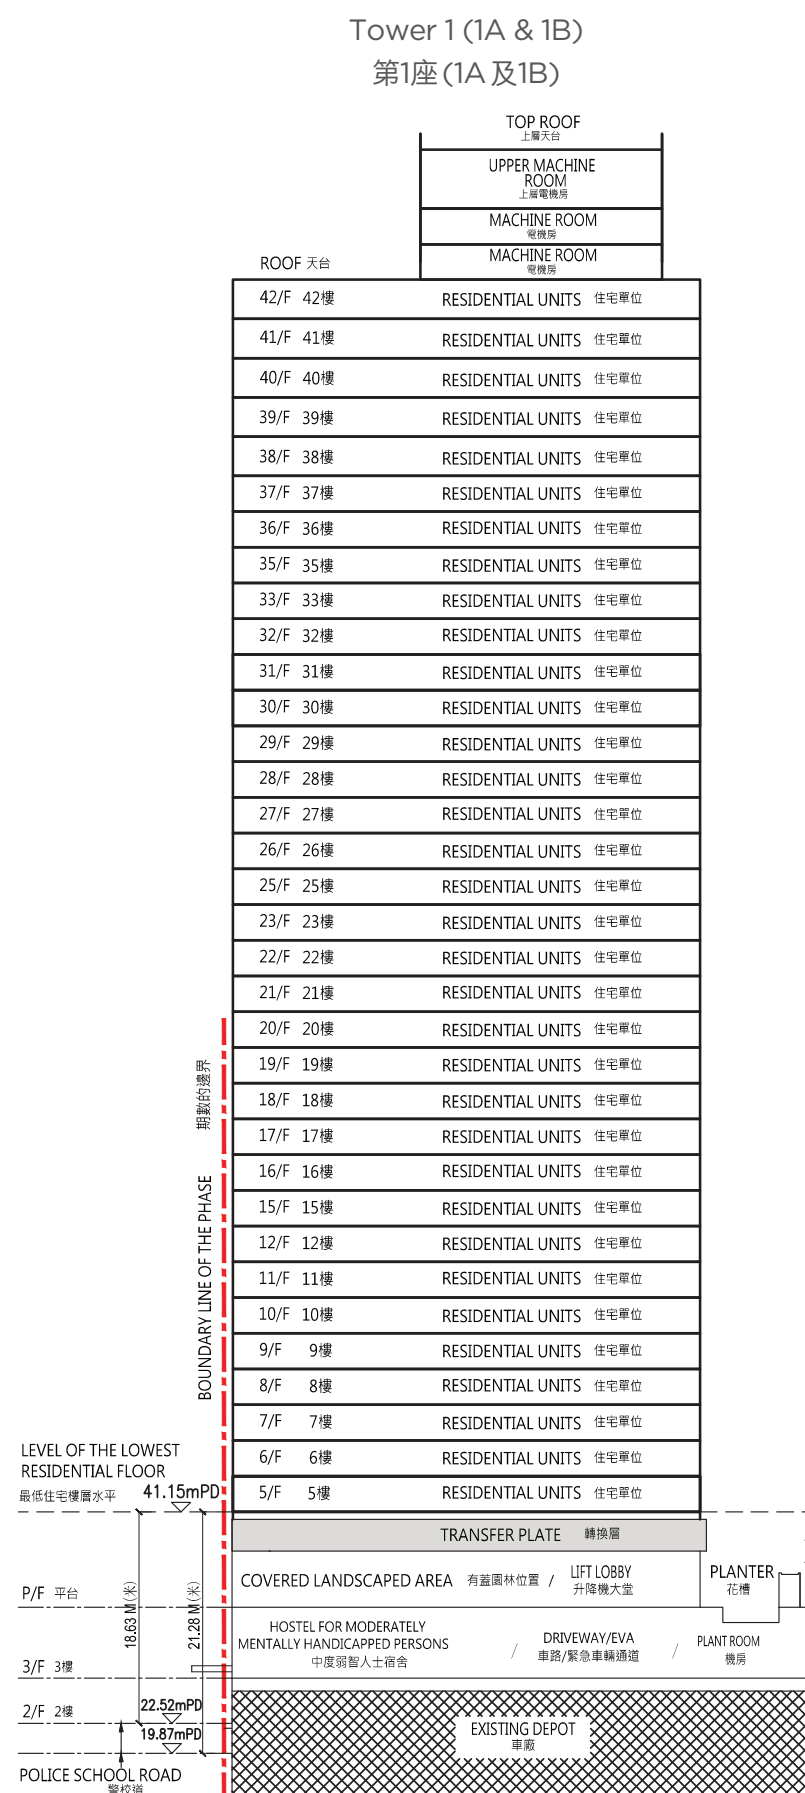 Tower 1 (1A & 1B)
第1座 (1A 及1B)
TOP ROOF
上層天台
UPPER MACHINE
ROOM
上層電機房
MACHINE ROOM
電機房
MACHINE ROOM
電機房
ROOF 天台
42/F 42樓 RESIDENTIAL UNITS 住宅單位
41/F 41樓 RESIDENTIAL UNITS 住宅單位
40/F 40樓 RESIDENTIAL UNITS 住宅單位
39/F 39樓 RESIDENTIAL UNITS 住宅單位
38/F 38樓 RESIDENTIAL UNITS 住宅單位
37/F 37樓 RESIDENTIAL UNITS 住宅單位
36/F 36樓 RESIDENTIAL UNITS 住宅單位
35/F 35樓 RESIDENTIAL UNITS 住宅單位
33/F 33樓 RESIDENTIAL UNITS 住宅單位
32/F 32樓 RESIDENTIAL UNITS 住宅單位
31/F 31樓 RESIDENTIAL UNITS 住宅單位
30/F 30樓 RESIDENTIAL UNITS 住宅單位
29/F 29樓 RESIDENTIAL UNITS 住宅單位
28/F 28樓 RESIDENTIAL UNITS 住宅單位
27/F 27樓 RESIDENTIAL UNITS 住宅單位
26/F 26樓 RESIDENTIAL UNITS 住宅單位
25/F 25樓 RESIDENTIAL UNITS 住宅單位
23/F 23樓 RESIDENTIAL UNITS 住宅單位
22/F 22樓 RESIDENTIAL UNITS 住宅單位
21/F 21樓 RESIDENTIAL UNITS 住宅單位
20/F 20樓 RESIDENTIAL UNITS 住宅單位
19/F 19樓 RESIDENTIAL UNITS 住宅單位
18/F 18樓 RESIDENTIAL UNITS 住宅單位
17/F 17樓 RESIDENTIAL UNITS 住宅單位
16/F 16樓 RESIDENTIAL UNITS 住宅單位
15/F 15樓 RESIDENTIAL UNITS 住宅單位
12/F 12樓 RESIDENTIAL UNITS 住宅單位
11/F 11樓 RESIDENTIAL UNITS 住宅單位
10/F 10樓 RESIDENTIAL UNITS 住宅單位
9/F 9樓 RESIDENTIAL UNITS 住宅單位
8/F 8樓 RESIDENTIAL UNITS 住宅單位
7/F 7樓 RESIDENTIAL UNITS 住宅單位
6/F 6樓 RESIDENTIAL UNITS 住宅單位
5/F 5樓 RESIDENTIAL UNITS 住宅單位
BOUNDARY LINE OF THE PHASE 期數的邊界
LEVEL OF THE LOWEST
RESIDENTIAL FLOOR
最低住宅樓層水平 41.15mPD
TRANSFER PLATE 轉換層
COVERED LANDSCAPED AREA 有蓋園林位置 /
LIFT LOBBY
升降機大堂
PLANTER
花槽
P/F 平台
18.63 M (米)
21.28 M (米)
HOSTEL FOR MODERATELY
MENTALLY HANDICAPPED PERSONS
中度弱智人士宿舍
/
DRIVEWAY/EVA
車路/緊急車輛通道
/
PLANT ROOM
機房
3/F 3樓
2/F 2樓
22.52mPD
19.87mPD
EXISTING DEPOT
車廠
POLICE SCHOOL ROAD
警校道